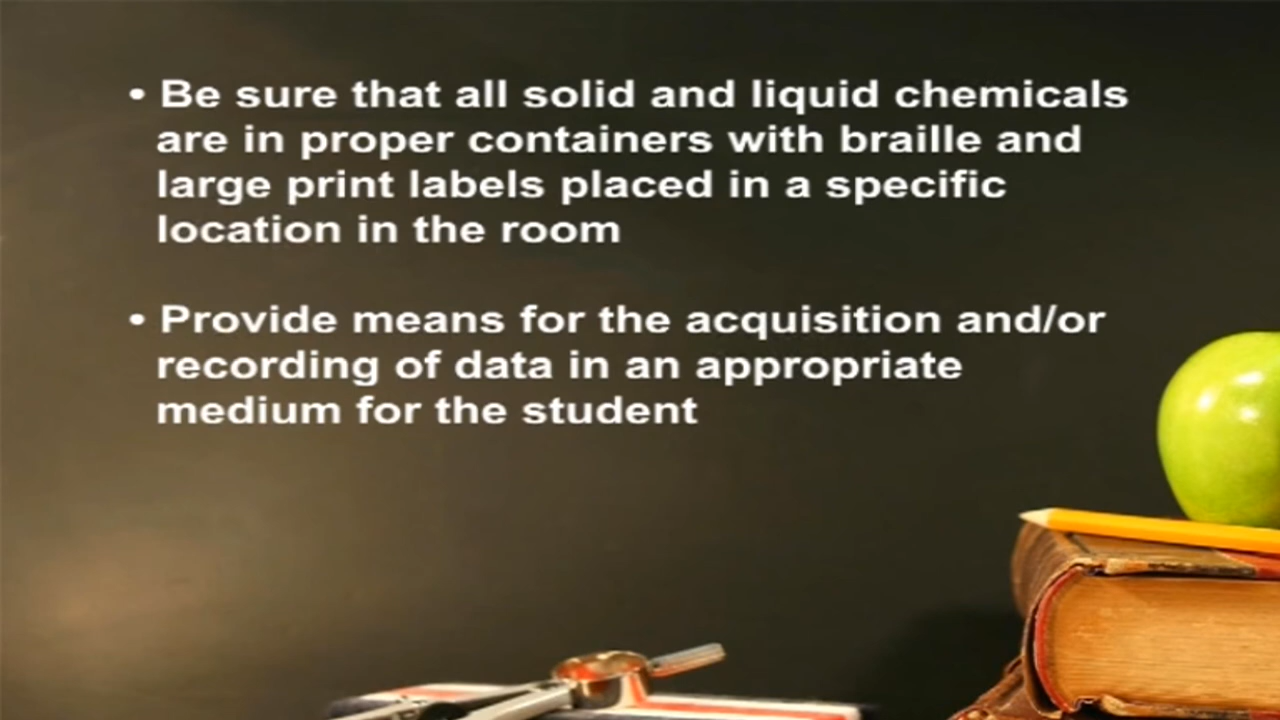 • Be sure that all solid and liquid chemicals
are in proper containers with braille and
large print labels placed in a specific
location in the room
• Provide means for the acquisition and/or
recording of data in an appropriate
medium for the student